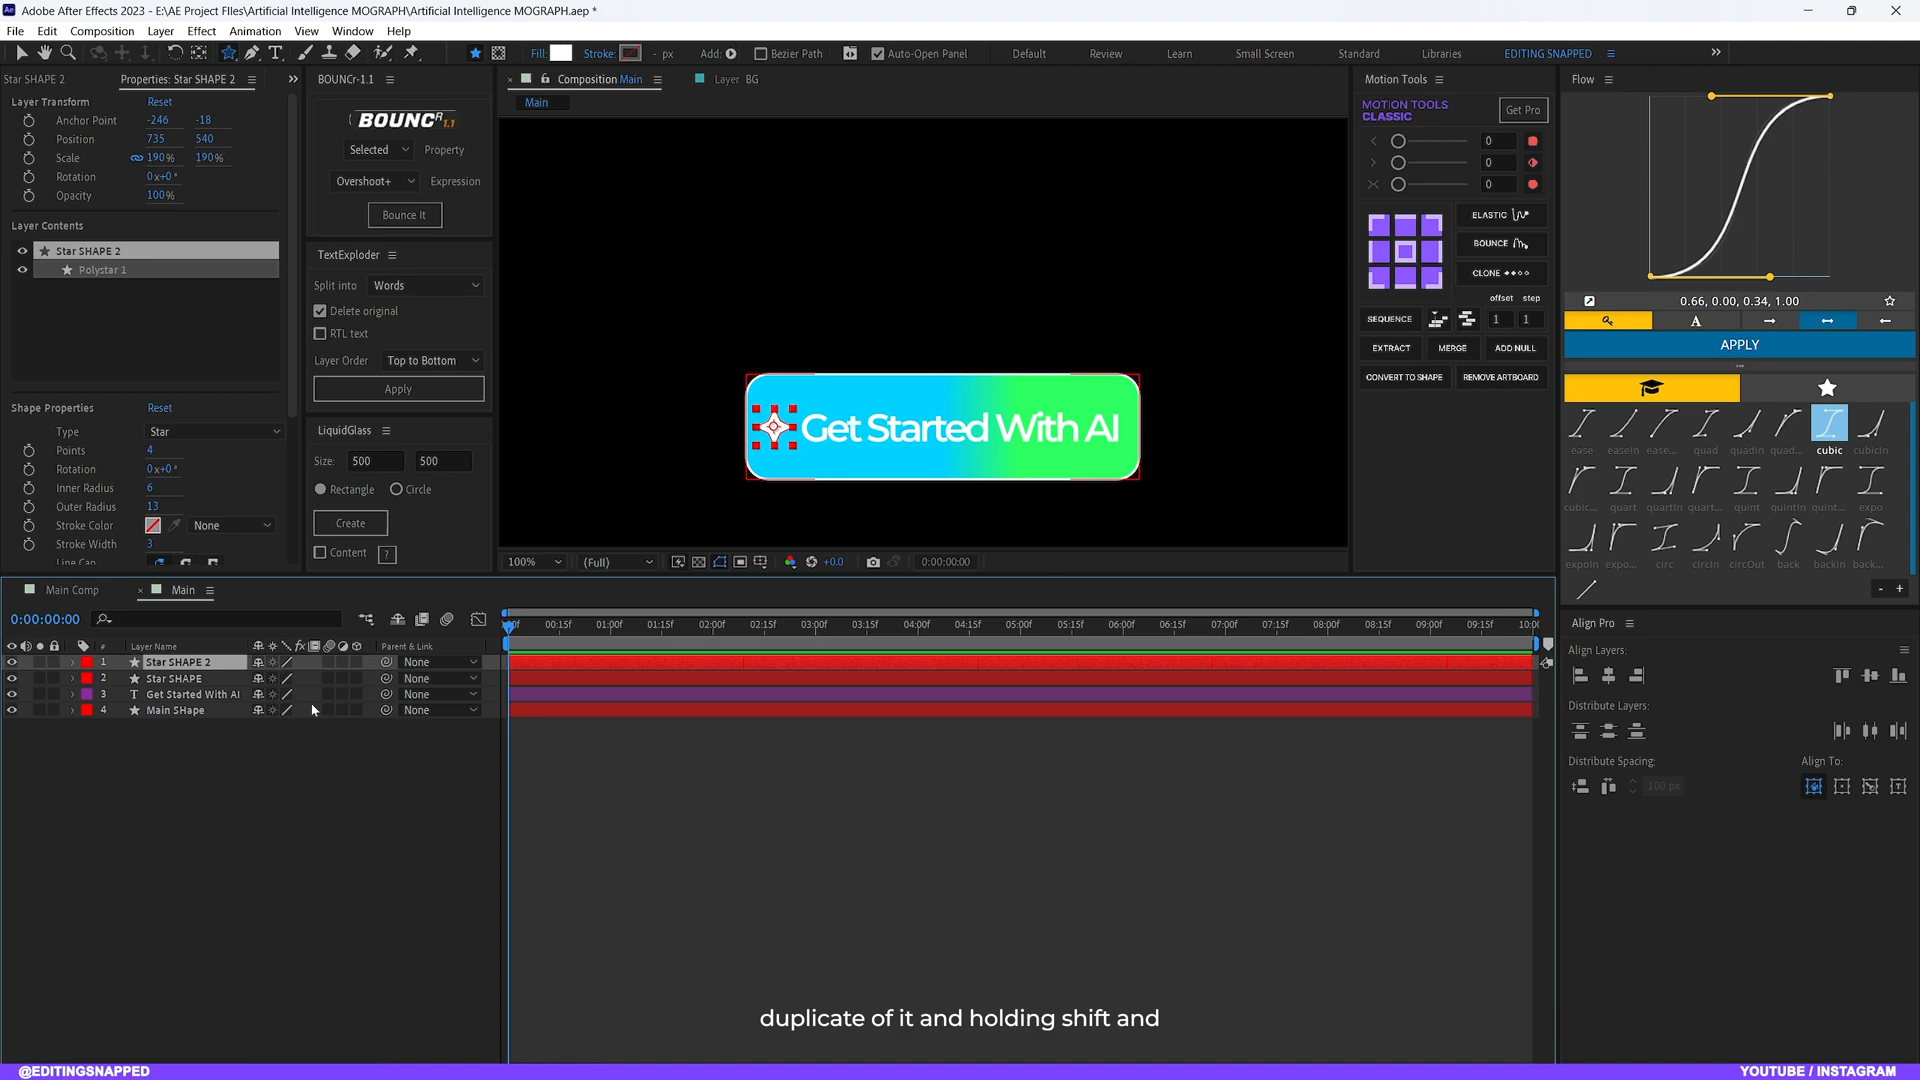 Adobe After Effects 2023 - E:\AE Project FIles\Artificial Intelligence MOGRAPH\Artificial Intelligence MOGRAPH.aep *
File Edit Composition Layer Effect Animation View Window Help
Fill: Stroke: - px Add: Bezier Path Auto-Open Panel Default Review Learn Small Screen Standard Libraries EDITING SNAPPED
Star SHAPE 2 Properties: Star SHAPE 2
Layer Transform Reset
Anchor Point -246 -18
Position 735 540
Scale 190% 190%
Rotation 0x+0°
Opacity 100%
Layer Contents
Star SHAPE 2
Polystar 1
Shape Properties Reset
Type Star
Points 4
Rotation 0x+0°
Inner Radius 6
Outer Radius 13
Stroke Color None
Stroke Width 3
Line Cap
BOUNCr-1.1
BOUNCR 1.1
Selected Property
Overshoot+ Expression
Bounce It
TextExploder
Split into Words
Delete original
RTL text
Layer Order Top to Bottom
Apply
LiquidGlass
Size: 500 500
Rectangle Circle
Create
Content ?
Composition Main Layer BG
Main
Get Started With AI
100% (Full) +0.0 0:00:00:00
Motion Tools
MOTION TOOLS
CLASSIC
Get Pro
0
0
0
ELASTIC
BOUNCE
CLONE
offset step
SEQUENCE 1 1
EXTRACT MERGE ADD NULL
CONVERT TO SHAPE REMOVE ARTBOARD
Flow
0.66, 0.00, 0.34, 1.00
A
APPLY
ease easeIn ease... quad quadIn quad... cubic cubicIn
cubic... quart quartIn quart... quint quintIn quint... expo
expoIn expo... circ circIn circOut back backIn back...
- +
Align Pro
Align Layers:
Distribute Layers:
Distribute Spacing: Align To:
100 px
Main Comp Main
0:00:00:00
:00f 00:15f 01:00f 01:15f 02:00f 02:15f 03:00f 03:15f 04:00f 04:15f 05:00f 05:15f 06:00f 06:15f 07:00f 07:15f 08:00f 08:15f 09:00f 09:15f 10:0
# Layer Name fx Parent & Link
1 Star SHAPE 2 None
2 Star SHAPE None
3 T Get Started With AI None
4 Main SHape None
duplicate of it and holding shift and
@EDITINGSNAPPED YOUTUBE / INSTAGRAM